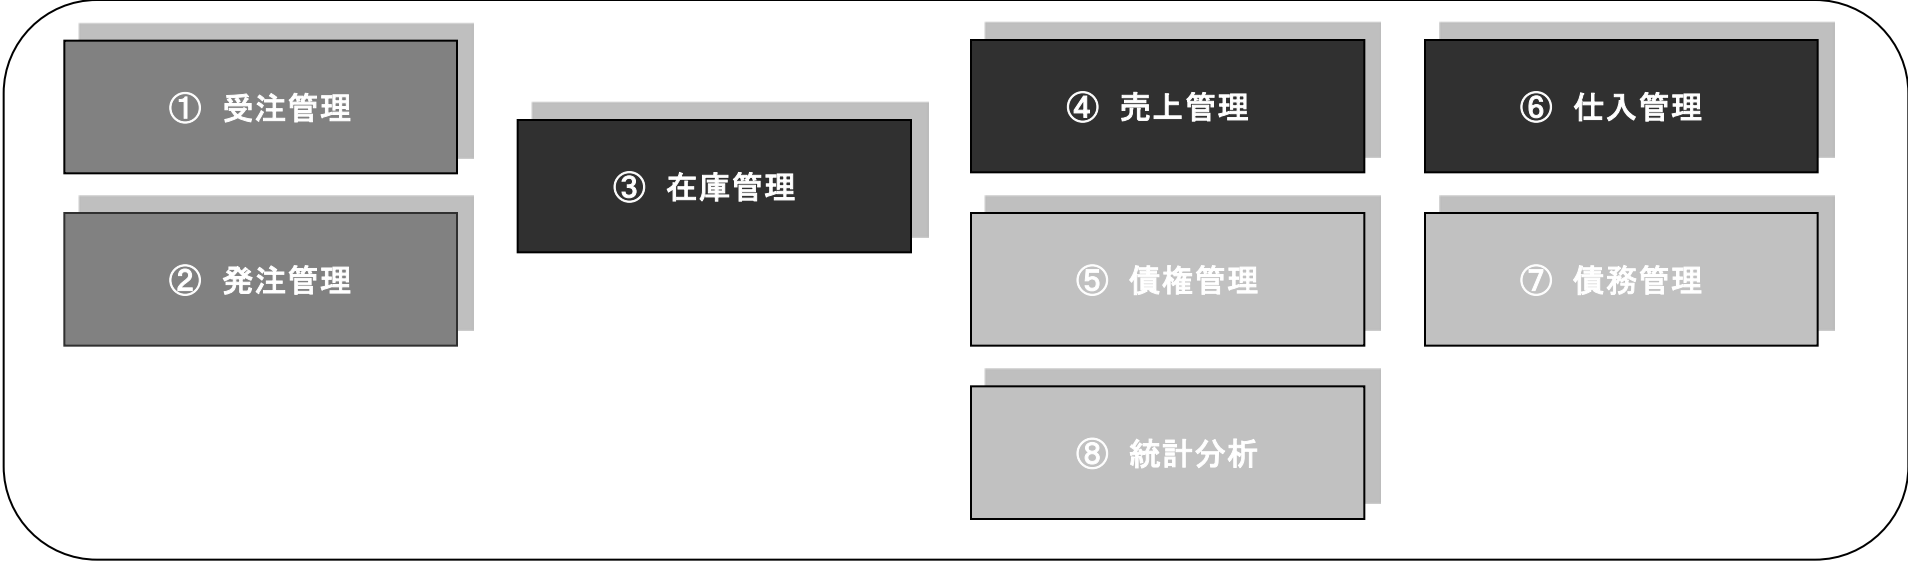 ① 受注管理
② 発注管理
③ 在庫管理
④ 売上管理
⑤ 債権管理
⑧ 統計分析
⑥ 仕入管理
⑦ 債務管理